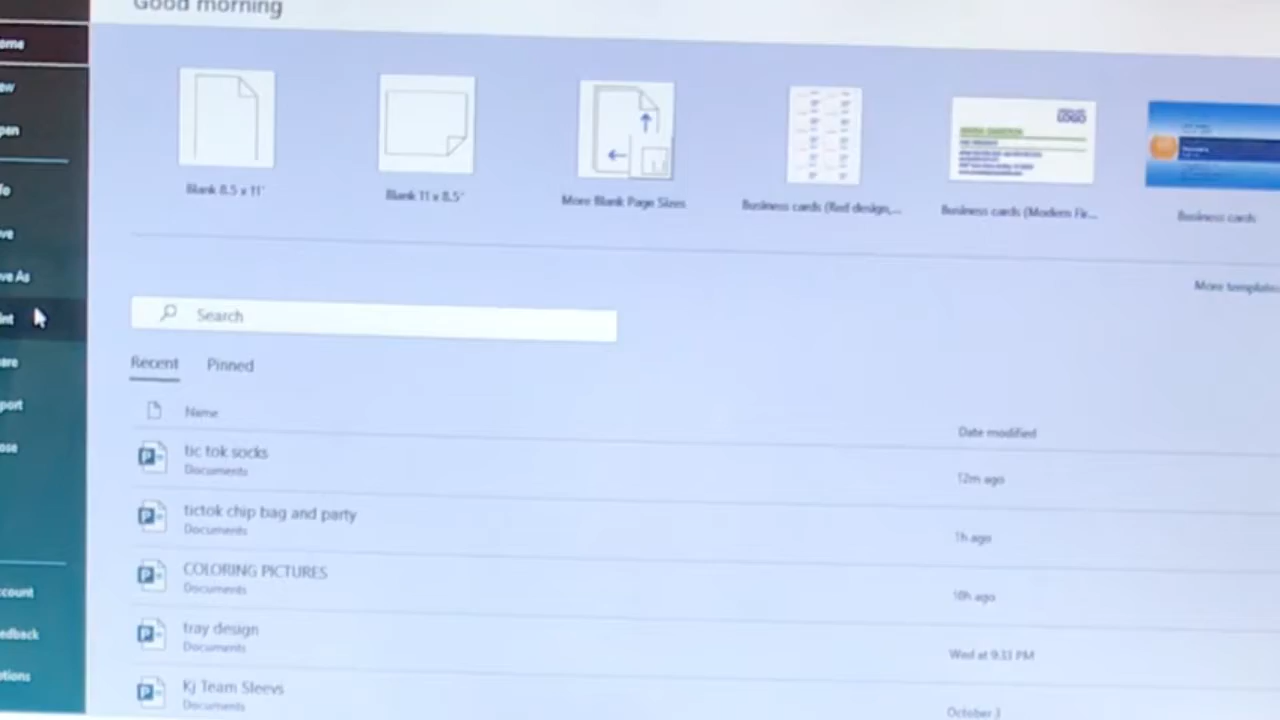 Good morning
ome
ew
pen
fo
ve
ve As
int
are
port
ose
ccount
edback
ptions
Blank 8.5 x 11"
Blank 11 x 8.5"
More Blank Page Sizes
Business cards (Red design,...
Business cards (Modern Fir...
Business cards
LOGO
More templates
Search
Recent Pinned
Name Date modified
tic tok socks
Documents
12m ago
tictok chip bag and party
Documents
1h ago
COLORING PICTURES
Documents
10h ago
tray design
Documents
Wed at 9:33 PM
Kj Team Sleevs
Documents
October 3